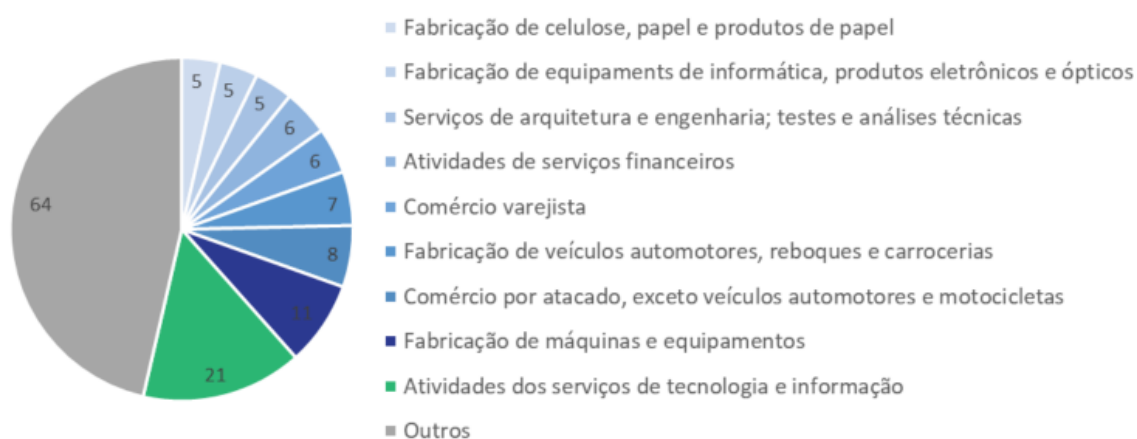 Fabricação de celulose, papel e produtos de papel
Fabricação de equipaments de informática, produtos eletrônicos e ópticos
Serviços de arquitetura e engenharia; testes e análises técnicas
Atividades de serviços financeiros
Comércio varejista
Fabricação de veículos automotores, reboques e carrocerias
Comércio por atacado, exceto veículos automotores e motocicletas
Fabricação de máquinas e equipamentos
Atividades dos serviços de tecnologia e informação
Outros
5
5
5
6
6
7
8
11
21
64